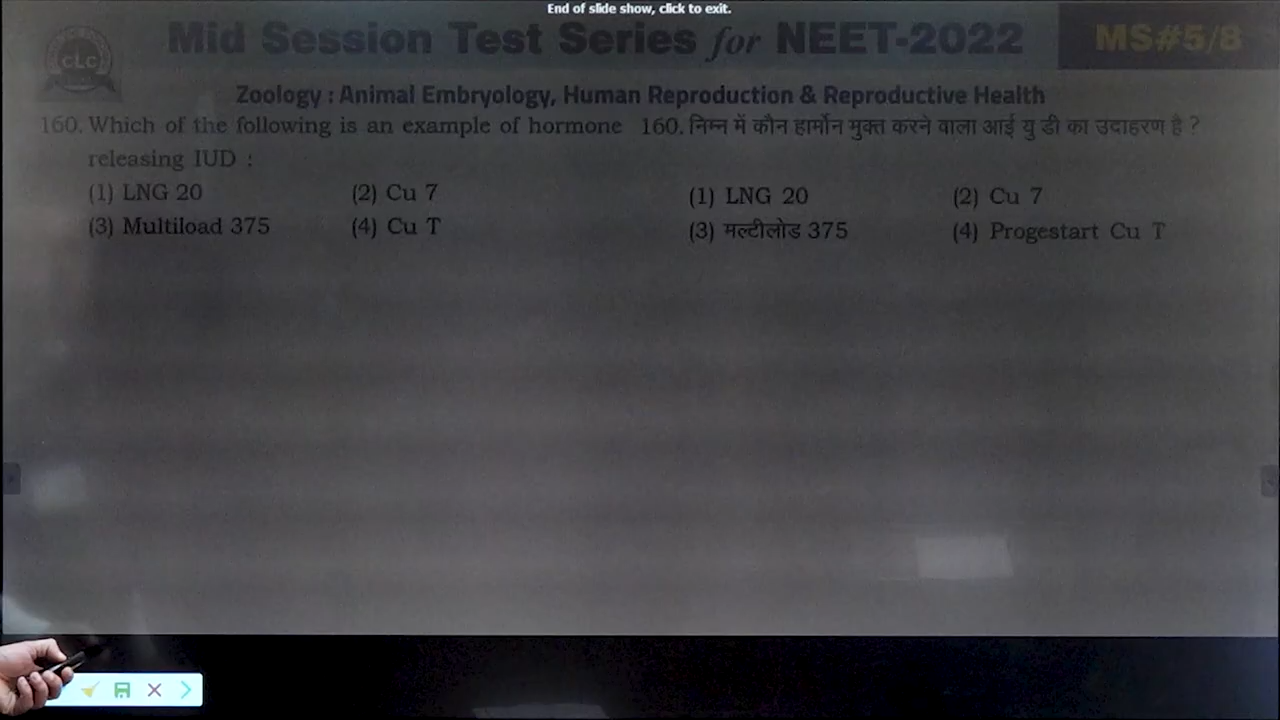 End of slide show, click to exit.
cLc
Mid Session Test Series for NEET-2022
MS#5/8
Zoology : Animal Embryology, Human Reproduction & Reproductive Health
160. Which of the following is an example of hormone
releasing IUD :
(1) LNG 20 (2) Cu 7
(3) Multiload 375 (4) Cu T
160. निम्न में कौन हार्मोन मुक्त करने वाला आई यु डी का उदाहरण है ?
(1) LNG 20 (2) Cu 7
(3) मल्टीलोड 375 (4) Progestart Cu T